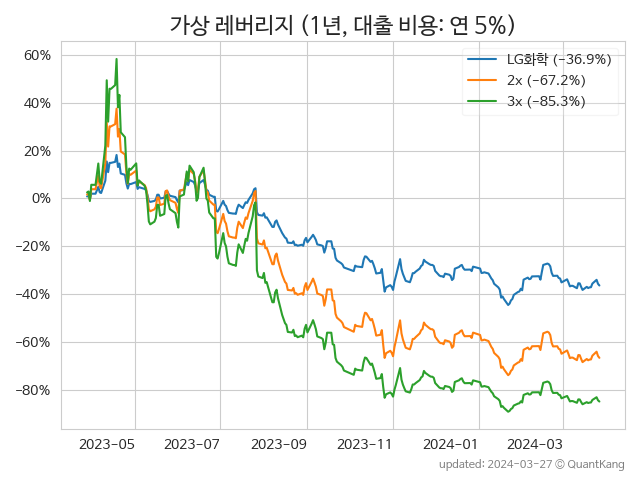 가상 레버리지 (1년, 대출 비용: 연 5%)
60%
40%
20%
0%
−20%
−40%
−60%
−80%
LG화학 (−36.9%)
2x (−67.2%)
3x (−85.3%)
2023-05
2023-07
2023-09
2023-11
2024-01
2024-03
updated: 2024-03-27 © QuantKang